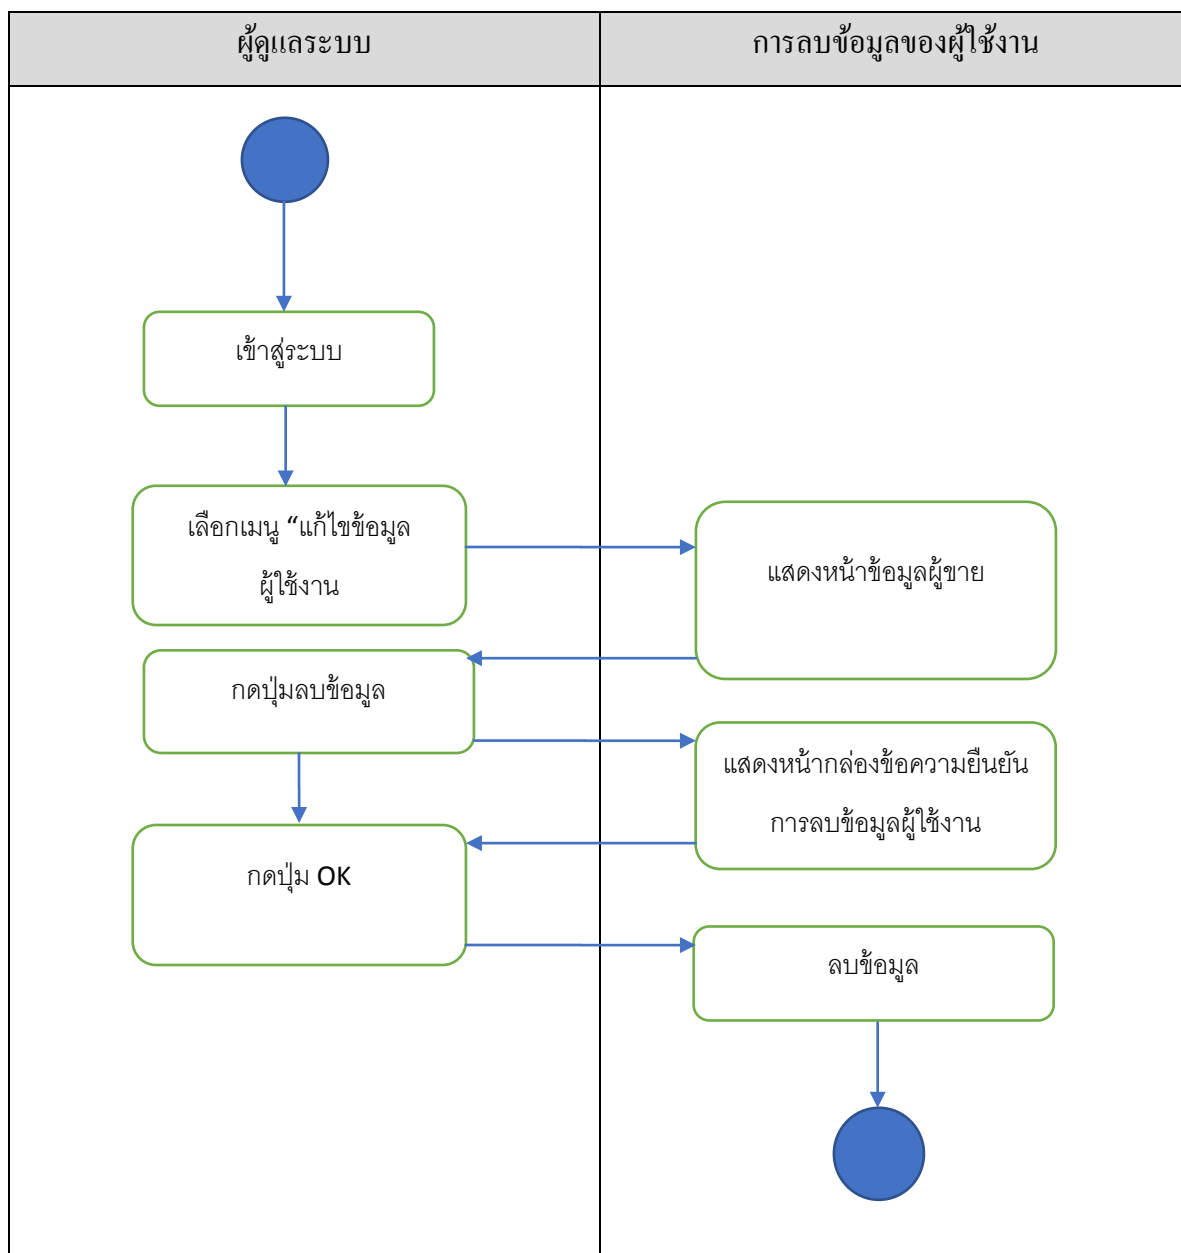 ผู้ดูแลระบบ
การลบข้อมูลของผู้ใช้งาน
เข้าสู่ระบบ
เลือกเมนู “แก้ไขข้อมูล
ผู้ใช้งาน
แสดงหน้าข้อมูลผู้ขาย
กดปุ่มลบข้อมูล
แสดงหน้ากล่องข้อความยืนยัน
การลบข้อมูลผู้ใช้งาน
กดปุ่ม OK
ลบข้อมูล